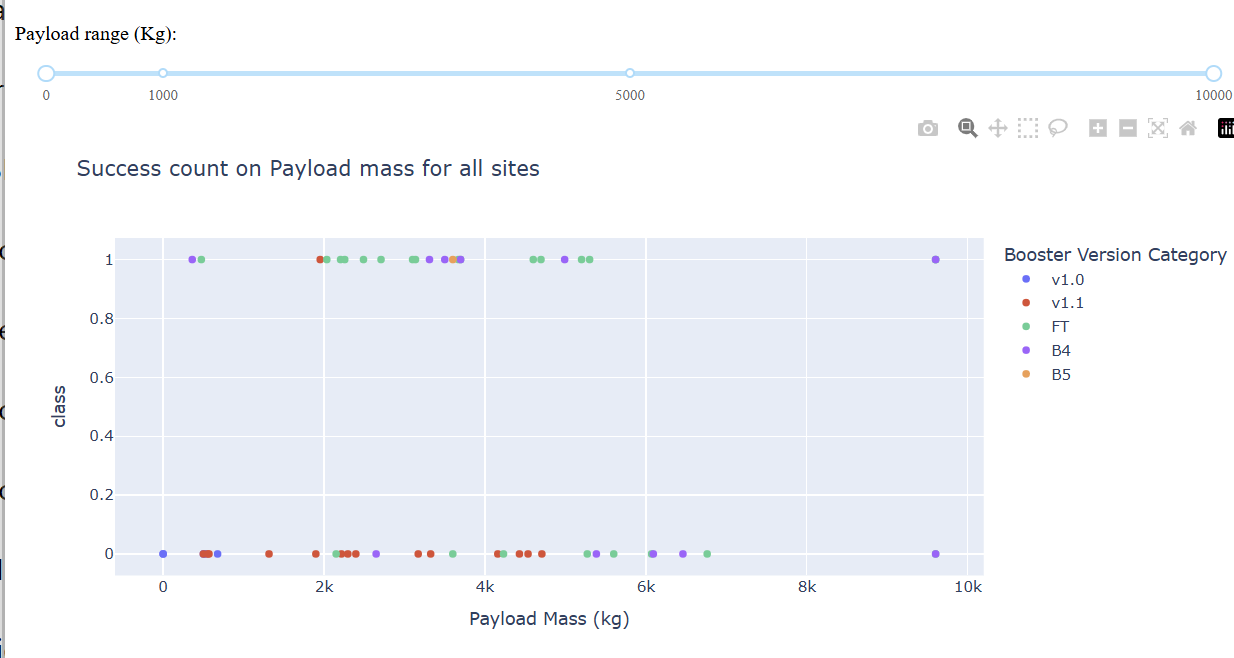 Payload range (Kg):
0 1000 5000 10000
Success count on Payload mass for all sites
Booster Version Category
v1.0
v1.1
FT
B4
B5
class
1
0.8
0.6
0.4
0.2
0
0 2k 4k 6k 8k 10k
Payload Mass (kg)